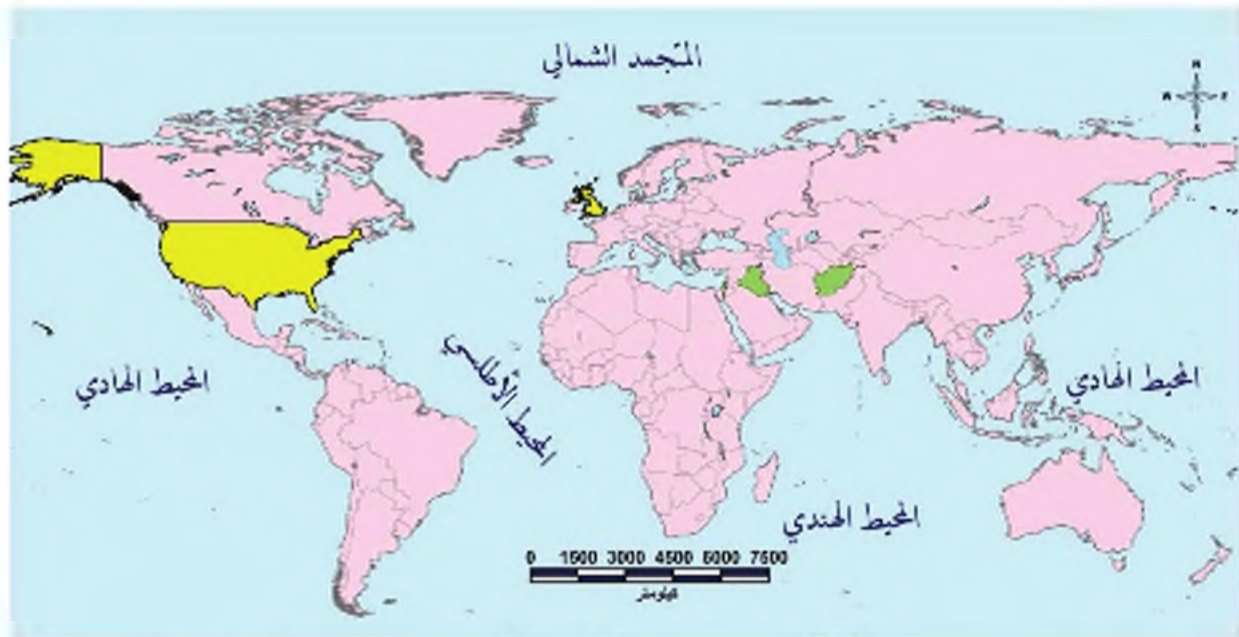 المتجمد الشمالي
N
W E
S
المحيط الهادي
المحيط الأطلسي
المحيط الهادي
المحيط الهندي
0 1500 3000 4500 6000 7500
كيلومتر